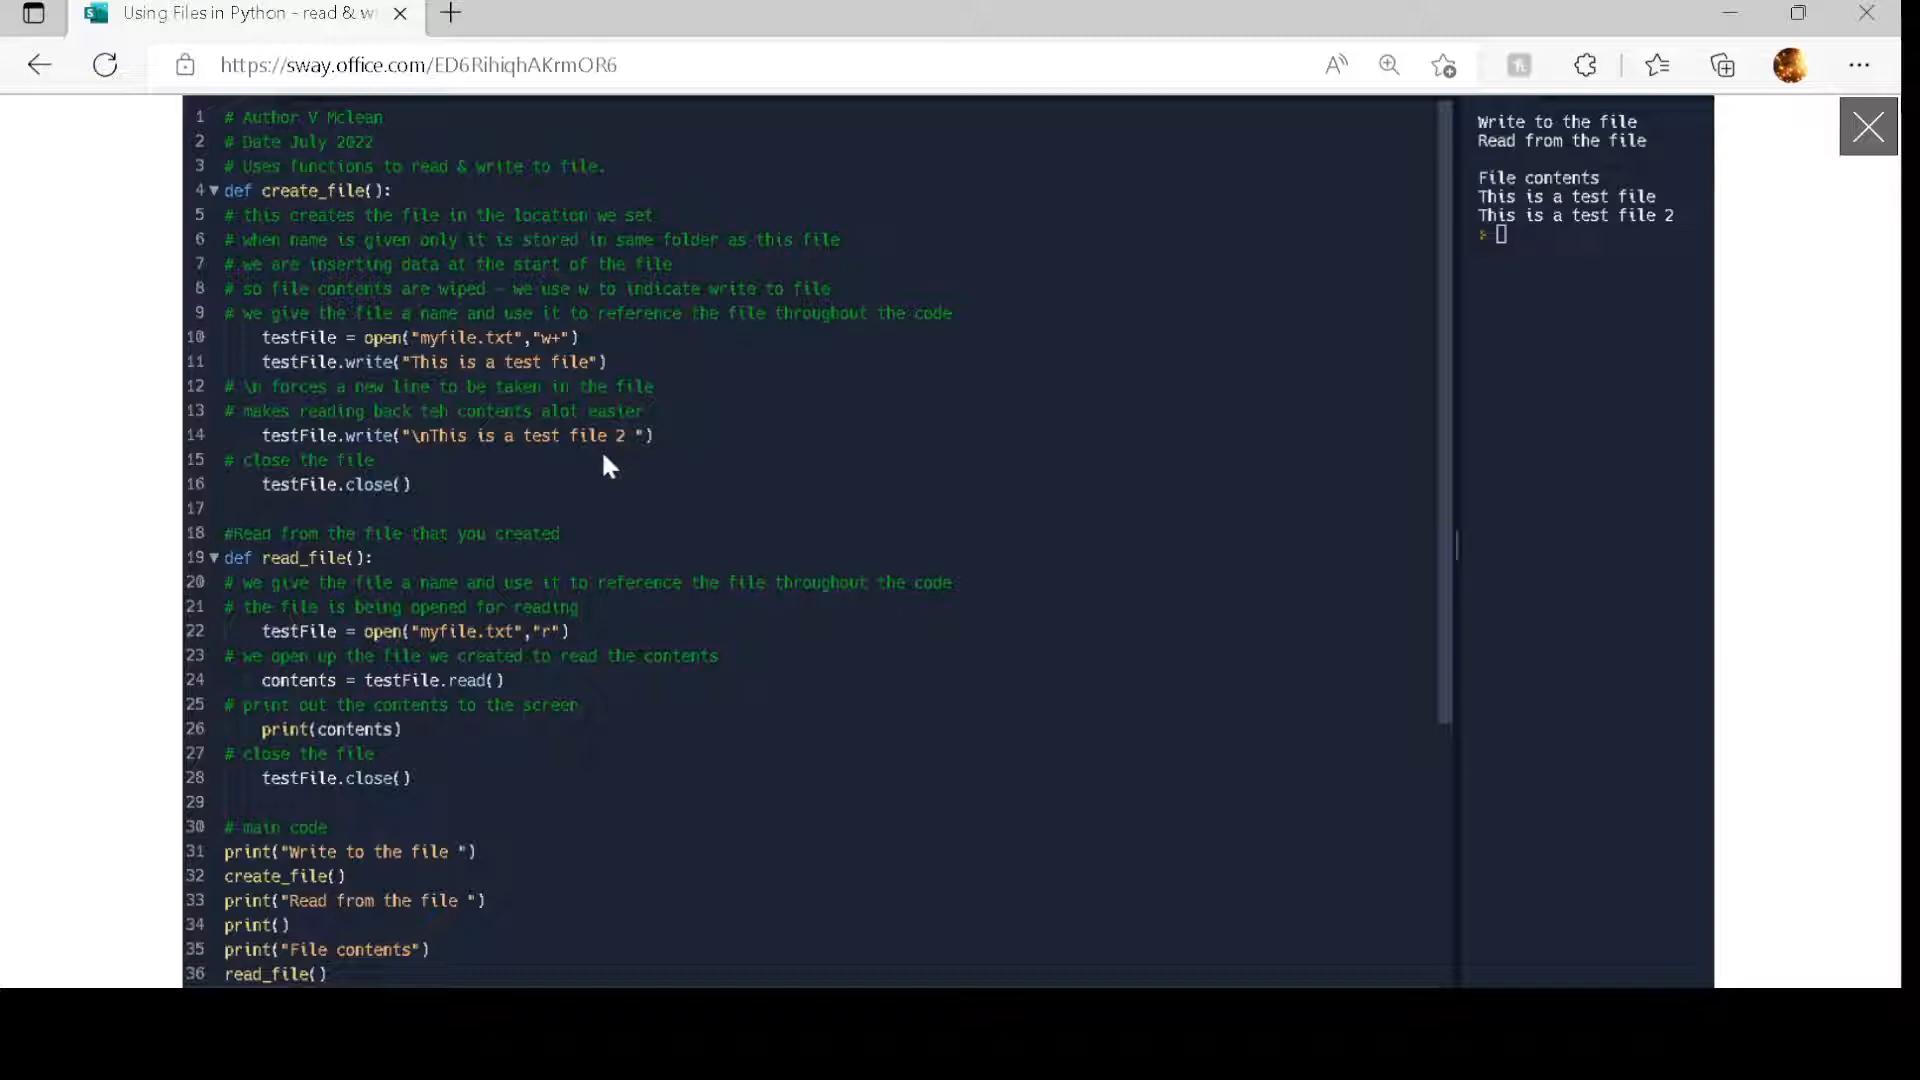 Using Files in Python - read & w
https://sway.office.com/ED6RihiqhAKrmOR6
1 # Author V Mclean
2 # Date July 2022
3 # Uses functions to read & write to file.
4 def create_file():
5 # this creates the file in the location we set
6 # when name is given only it is stored in same folder as this file
7 # we are inserting data at the start of the file
8 # so file contents are wiped - we use w to indicate write to file
9 # we give the file a name and use it to reference the file throughout the code
10 testFile = open("myfile.txt","w+")
11 testFile.write("This is a test file")
12 # \n forces a new line to be taken in the file
13 # makes reading back teh contents alot easier
14 testFile.write("\nThis is a test file 2 ")
15 # close the file
16 testFile.close()
17
18 #Read from the file that you created
19 def read_file():
20 # we give the file a name and use it to reference the file throughout the code
21 # the file is being opened for reading
22 testFile = open("myfile.txt","r")
23 # we open up the file we created to read the contents
24 contents = testFile.read()
25 # print out the contents to the screen
26 print(contents)
27 # close the file
28 testFile.close()
29
30 # main code
31 print("Write to the file ")
32 create_file()
33 print("Read from the file ")
34 print()
35 print("File contents")
36 read_file()
Write to the file
Read from the file
File contents
This is a test file
This is a test file 2